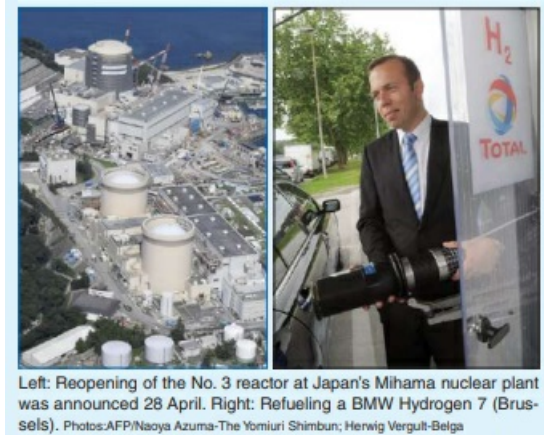 H₂
TOTAL
Left: Reopening of the No. 3 reactor at Japan's Mihama nuclear plant
was announced 28 April. Right: Refueling a BMW Hydrogen 7 (Brus-
sels). Photos:AFP/Naoya Azuma-The Yomiuri Shimbun; Herwig Vergult-Belga